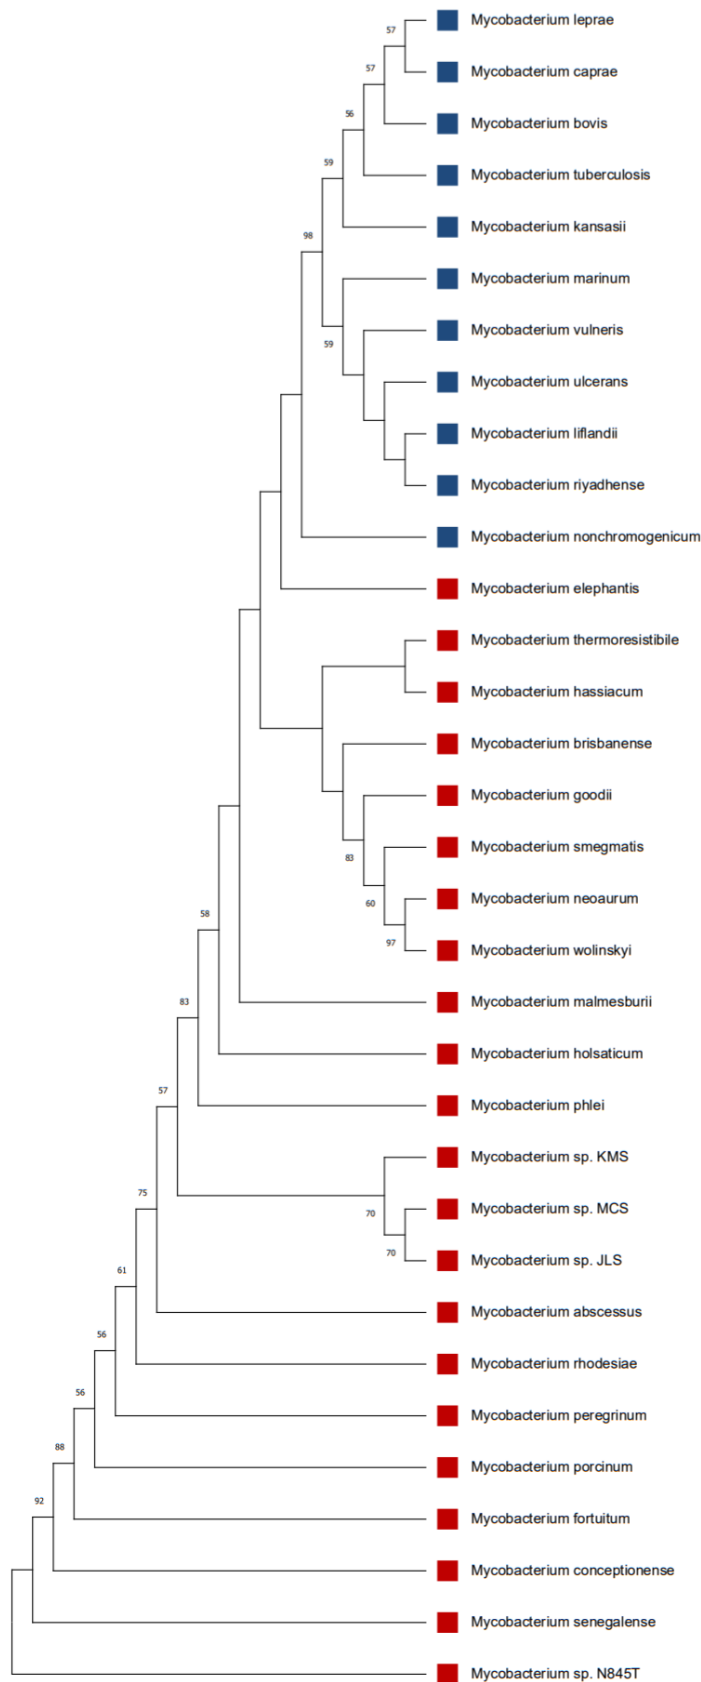 57
Mycobacterium leprae
57
Mycobacterium caprae
56
Mycobacterium bovis
59
Mycobacterium tuberculosis
98
Mycobacterium kansasii
Mycobacterium marinum
59
Mycobacterium vulneris
Mycobacterium ulcerans
Mycobacterium liflandii
Mycobacterium riyadhense
Mycobacterium nonchromogenicum
Mycobacterium elephantis
Mycobacterium thermoresistibile
Mycobacterium hassiacum
Mycobacterium brisbanense
Mycobacterium goodii
83
Mycobacterium smegmatis
60
Mycobacterium neoaurum
58
97
Mycobacterium wolinskyi
83
Mycobacterium malmesburii
Mycobacterium holsaticum
57
Mycobacterium phlei
Mycobacterium sp. KMS
75
70
Mycobacterium sp. MCS
70
Mycobacterium sp. JLS
61
Mycobacterium abscessus
56
Mycobacterium rhodesiae
56
Mycobacterium peregrinum
88
Mycobacterium porcinum
92
Mycobacterium fortuitum
Mycobacterium conceptionense
Mycobacterium senegalense
Mycobacterium sp. N845T